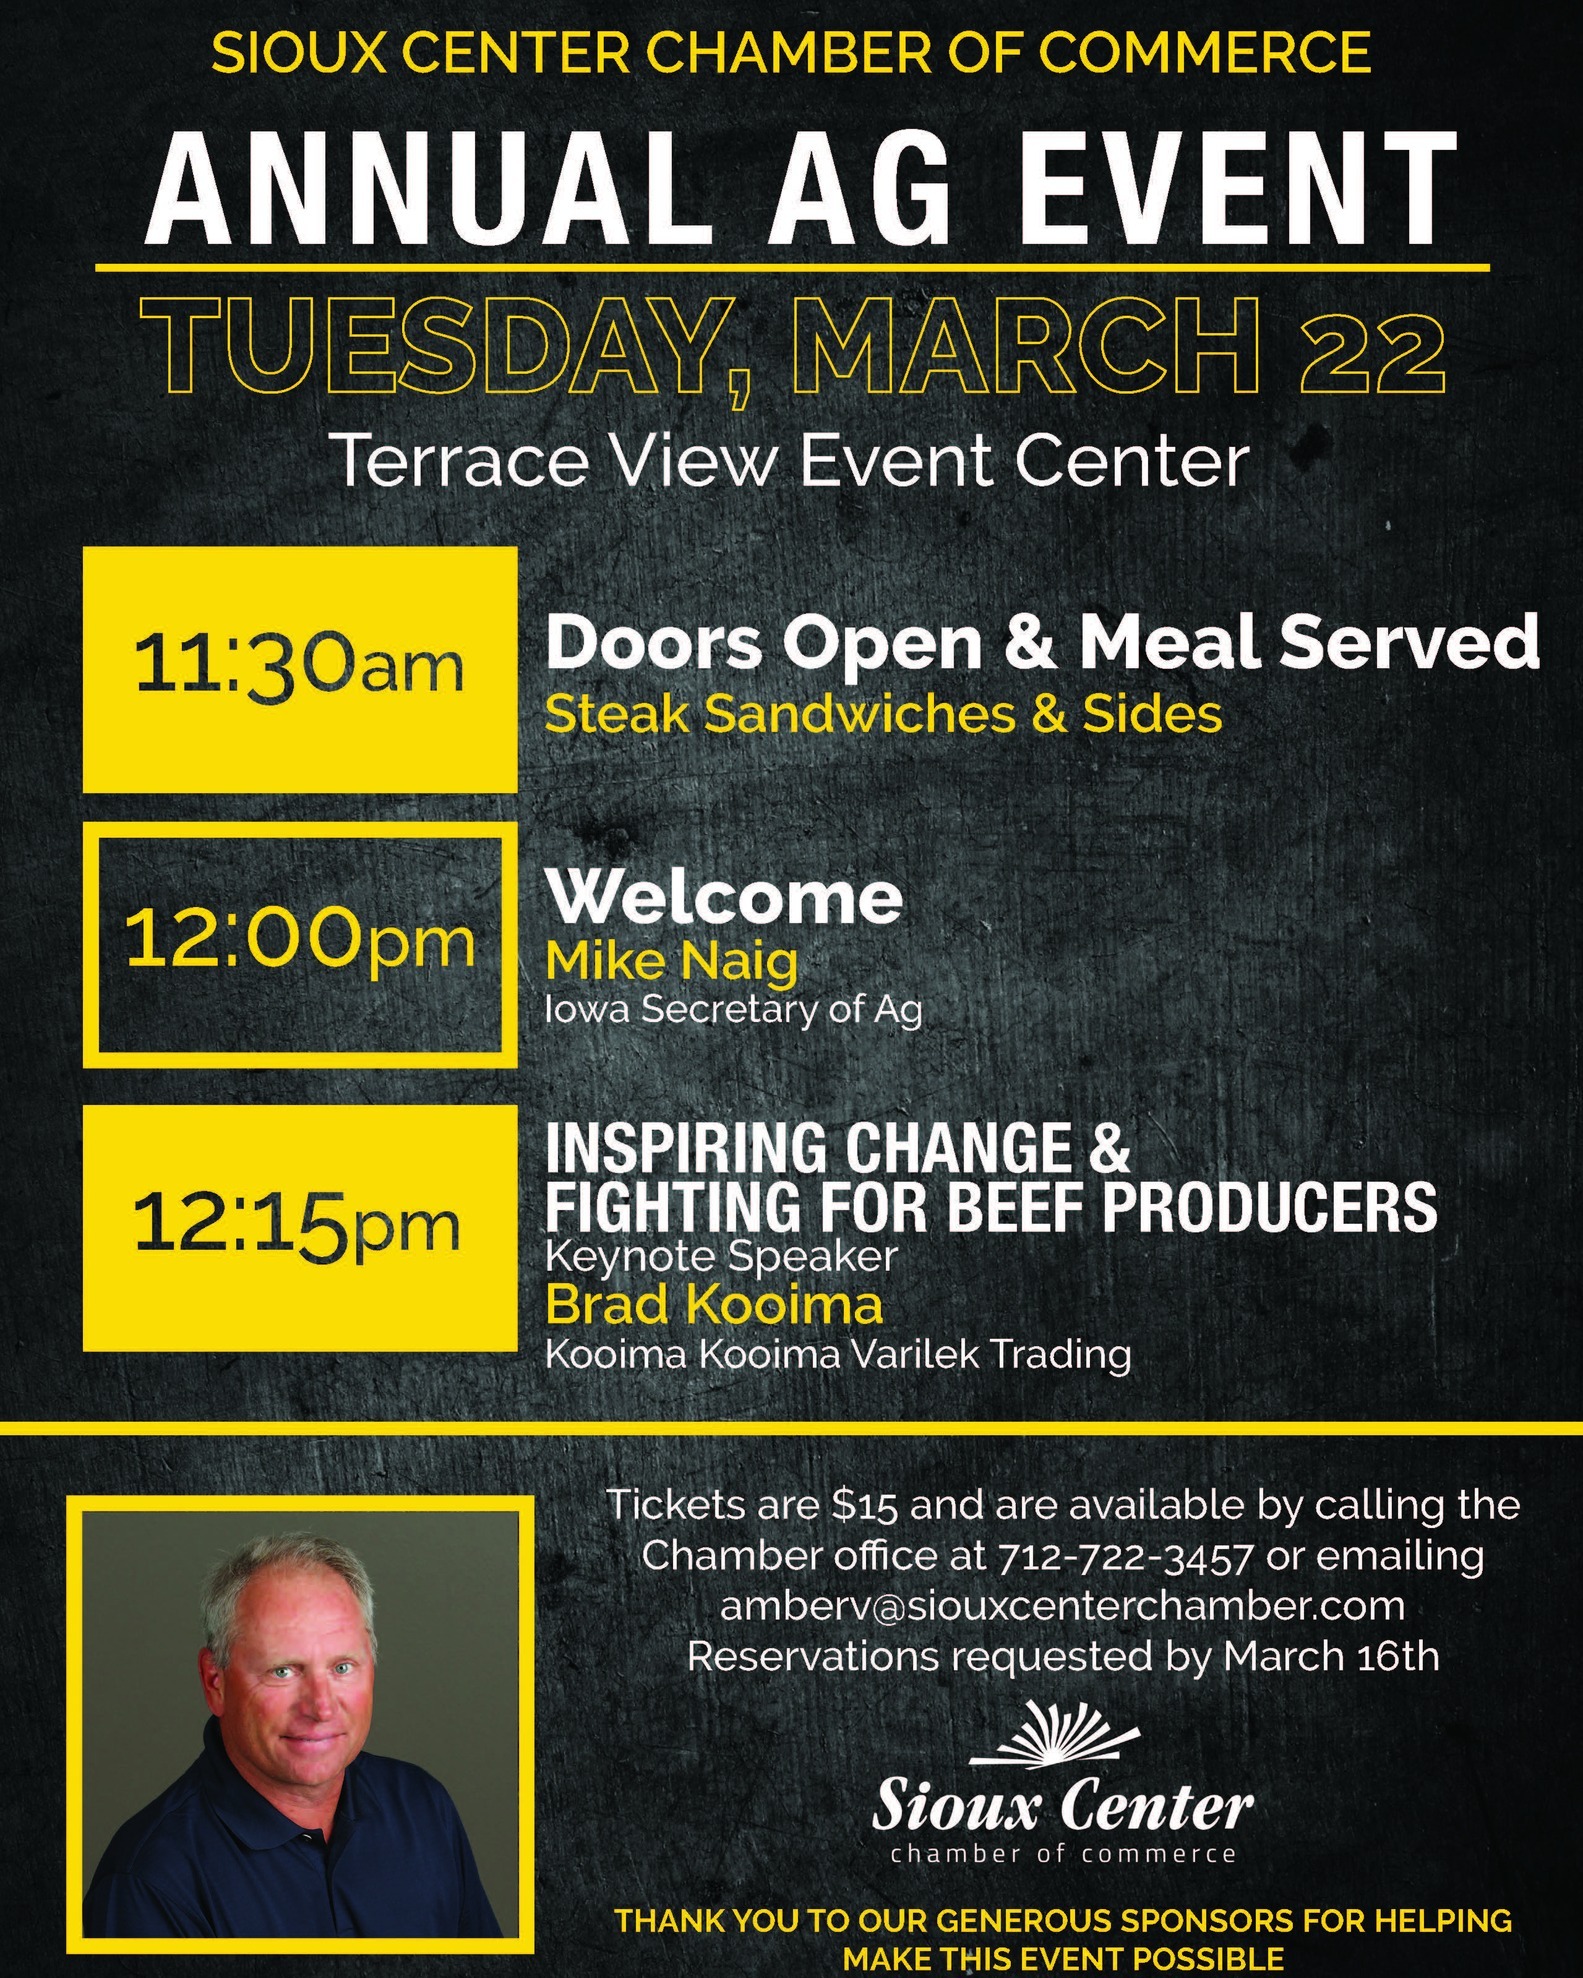 SIOUX CENTER CHAMBER OF COMMERCE
ANNUAL AG EVENT
TUESDAY, MARCH 22
Terrace View Event Center
11:30am
Doors Open & Meal Served
Steak Sandwiches & Sides
12:00pm
Welcome
Mike Naig
Iowa Secretary of Ag
12:15pm
INSPIRING CHANGE &
FIGHTING FOR BEEF PRODUCERS
Keynote Speaker
Brad Kooima
Kooima Kooima Varilek Trading
Tickets are $15 and are available by calling the
Chamber office at 712-722-3457 or emailing
amberv@siouxcenterchamber.com
Reservations requested by March 16th
Sioux Center
chamber of commerce
THANK YOU TO OUR GENEROUS SPONSORS FOR HELPING
MAKE THIS EVENT POSSIBLE